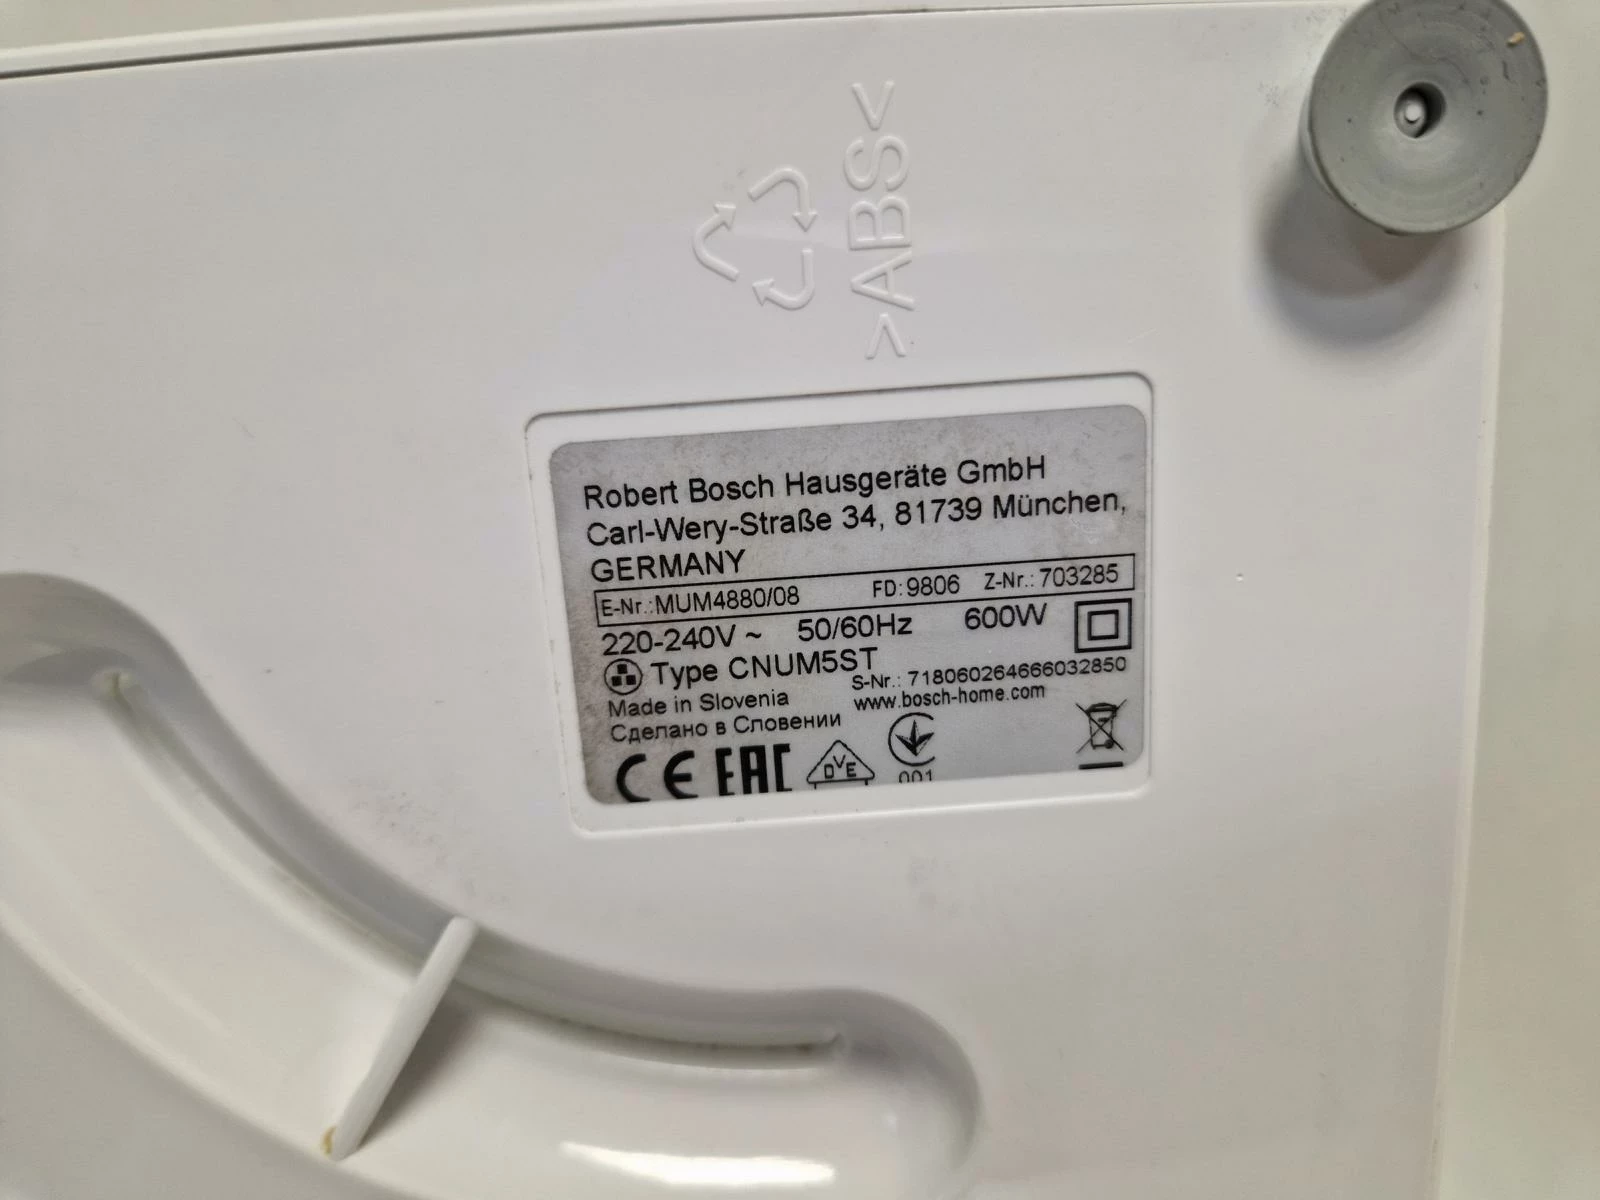 >ABS<
Robert Bosch Hausgeräte GmbH
Carl-Wery-Straße 34, 81739 München,
GERMANY
E-Nr.:MUM4880/08 FD:9806 Z-Nr.:703285
220-240V ~ 50/60Hz 600W
Type CNUM5ST
S-Nr.: 718060264666032850
Made in Slovenia www.bosch-home.com
Сделано в Словении
CE EAC DVE 001